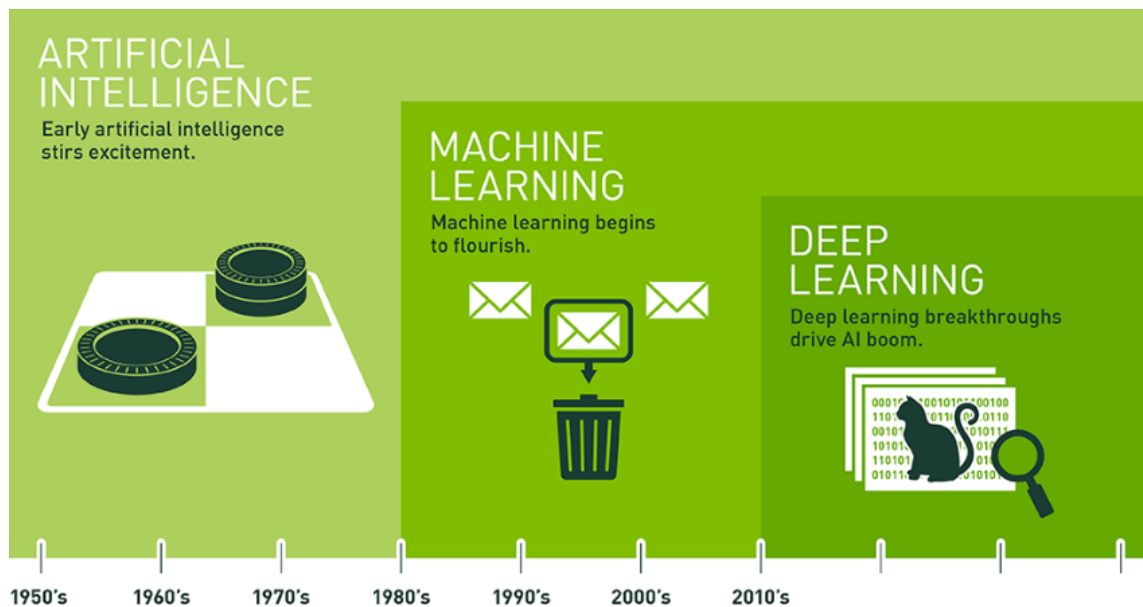 ARTIFICIAL
INTELLIGENCE
Early artificial intelligence
stirs excitement.
MACHINE
LEARNING
Machine learning begins
to flourish.
DEEP
LEARNING
Deep learning breakthroughs
drive AI boom.
1950's 1960's 1970's 1980's 1990's 2000's 2010's